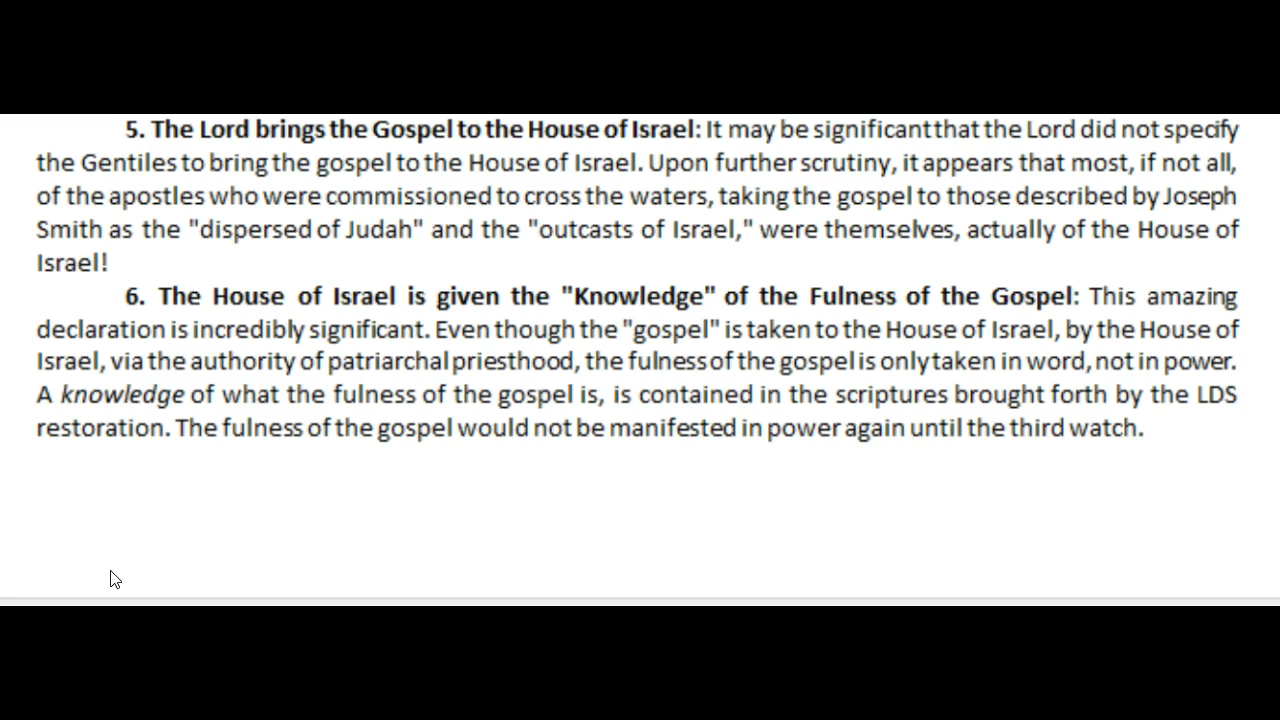 5. The Lord brings the Gospel to the House of Israel: It may be significant that the Lord did not specify
the Gentiles to bring the gospel to the House of Israel. Upon further scrutiny, it appears that most, if not all,
of the apostles who were commissioned to cross the waters, taking the gospel to those described by Joseph
Smith as the "dispersed of Judah" and the "outcasts of Israel," were themselves, actually of the House of
Israel!
6. The House of Israel is given the "Knowledge" of the Fulness of the Gospel: This amazing
declaration is incredibly significant. Even though the "gospel" is taken to the House of Israel, by the House of
Israel, via the authority of patriarchal priesthood, the fulness of the gospel is only taken in word, not in power.
A knowledge of what the fulness of the gospel is, is contained in the scriptures brought forth by the LDS
restoration. The fulness of the gospel would not be manifested in power again until the third watch.